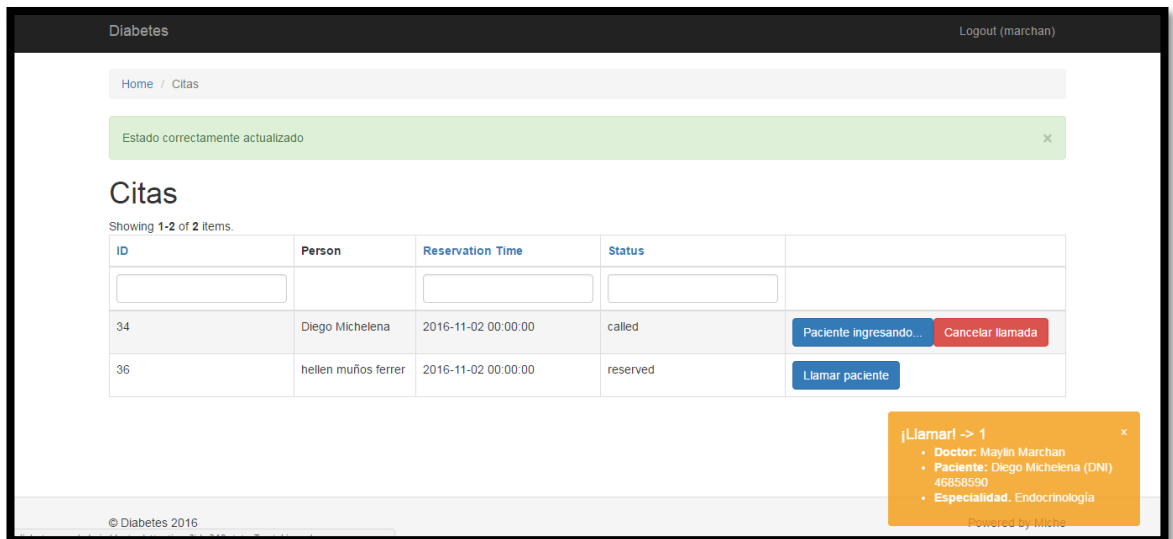 Diabetes Logout (marchan)
Home / Citas
Estado correctamente actualizado ×
Citas
Showing 1-2 of 2 items.
ID Person Reservation Time Status
34 Diego Michelena 2016-11-02 00:00:00 called Paciente ingresando... Cancelar llamada
36 hellen muños ferrer 2016-11-02 00:00:00 reserved Llamar paciente
¡Llamar! -> 1 x
• Doctor: Maylin Marchan
• Paciente: Diego Michelena (DNI)
46858590
• Especialidad. Endocrinología
© Diabetes 2016 Powered by Miche